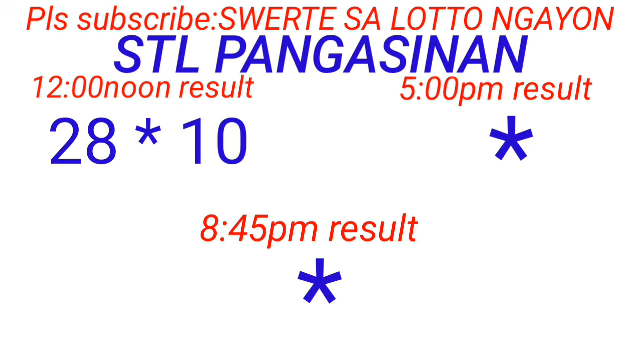 Pls subscribe:SWERTE SA LOTTO NGAYON
STL PANGASINAN
12:00noon result
5:00pm result
28 * 10
*
8:45pm result
*